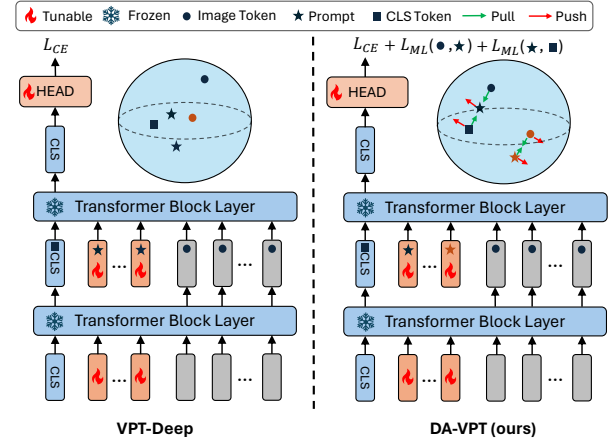 Tunable Frozen Image Token Prompt CLS Token Pull Push
L_CE
HEAD
CLS
Transformer Block Layer
CLS ... ...
Transformer Block Layer
CLS ... ...
VPT-Deep
L_CE + L_ML(●,★) + L_ML(★, ■)
HEAD
CLS
Transformer Block Layer
CLS ... ...
Transformer Block Layer
CLS ... ...
DA-VPT (ours)